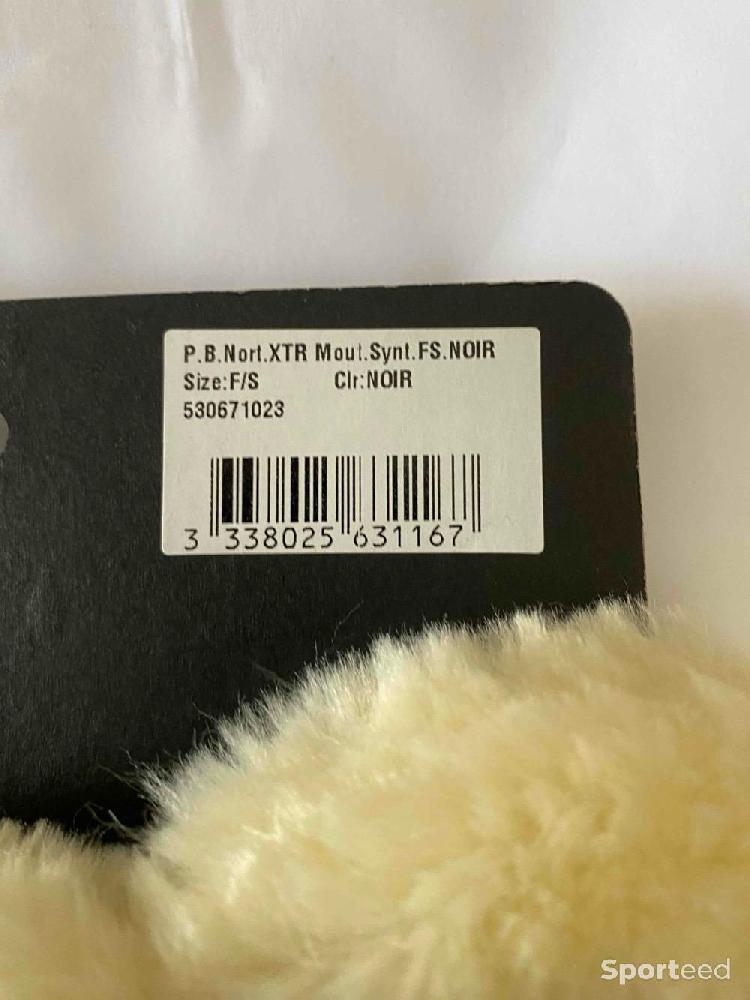 P.B.Nort.XTR Mout.Synt.FS.NOIR
Size:F/S Clr:NOIR
530671023
3 338025 631167
Sporteed